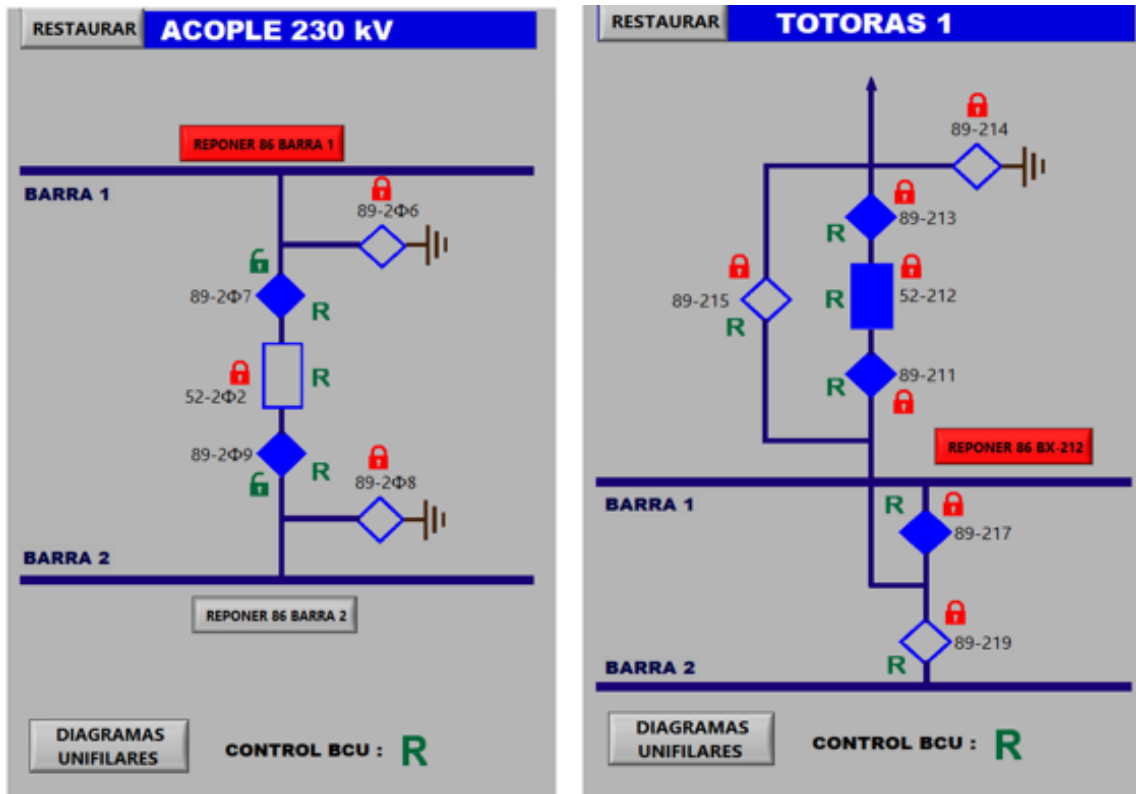 RESTAURAR
ACOPLE 230 kV
REPONER 86 BARRA 1
BARRA 1
89-2Φ6
89-2Φ7
R
52-2Φ2
R
89-2Φ9
R
89-2Φ8
BARRA 2
REPONER 86 BARRA 2
DIAGRAMAS
UNIFILARES
CONTROL BCU : R
RESTAURAR
TOTORAS 1
89-214
89-213
R
89-215
R
R
52-212
89-211
R
REPONER 86 BX-212
BARRA 1
R
89-217
89-219
R
BARRA 2
DIAGRAMAS
UNIFILARES
CONTROL BCU : R